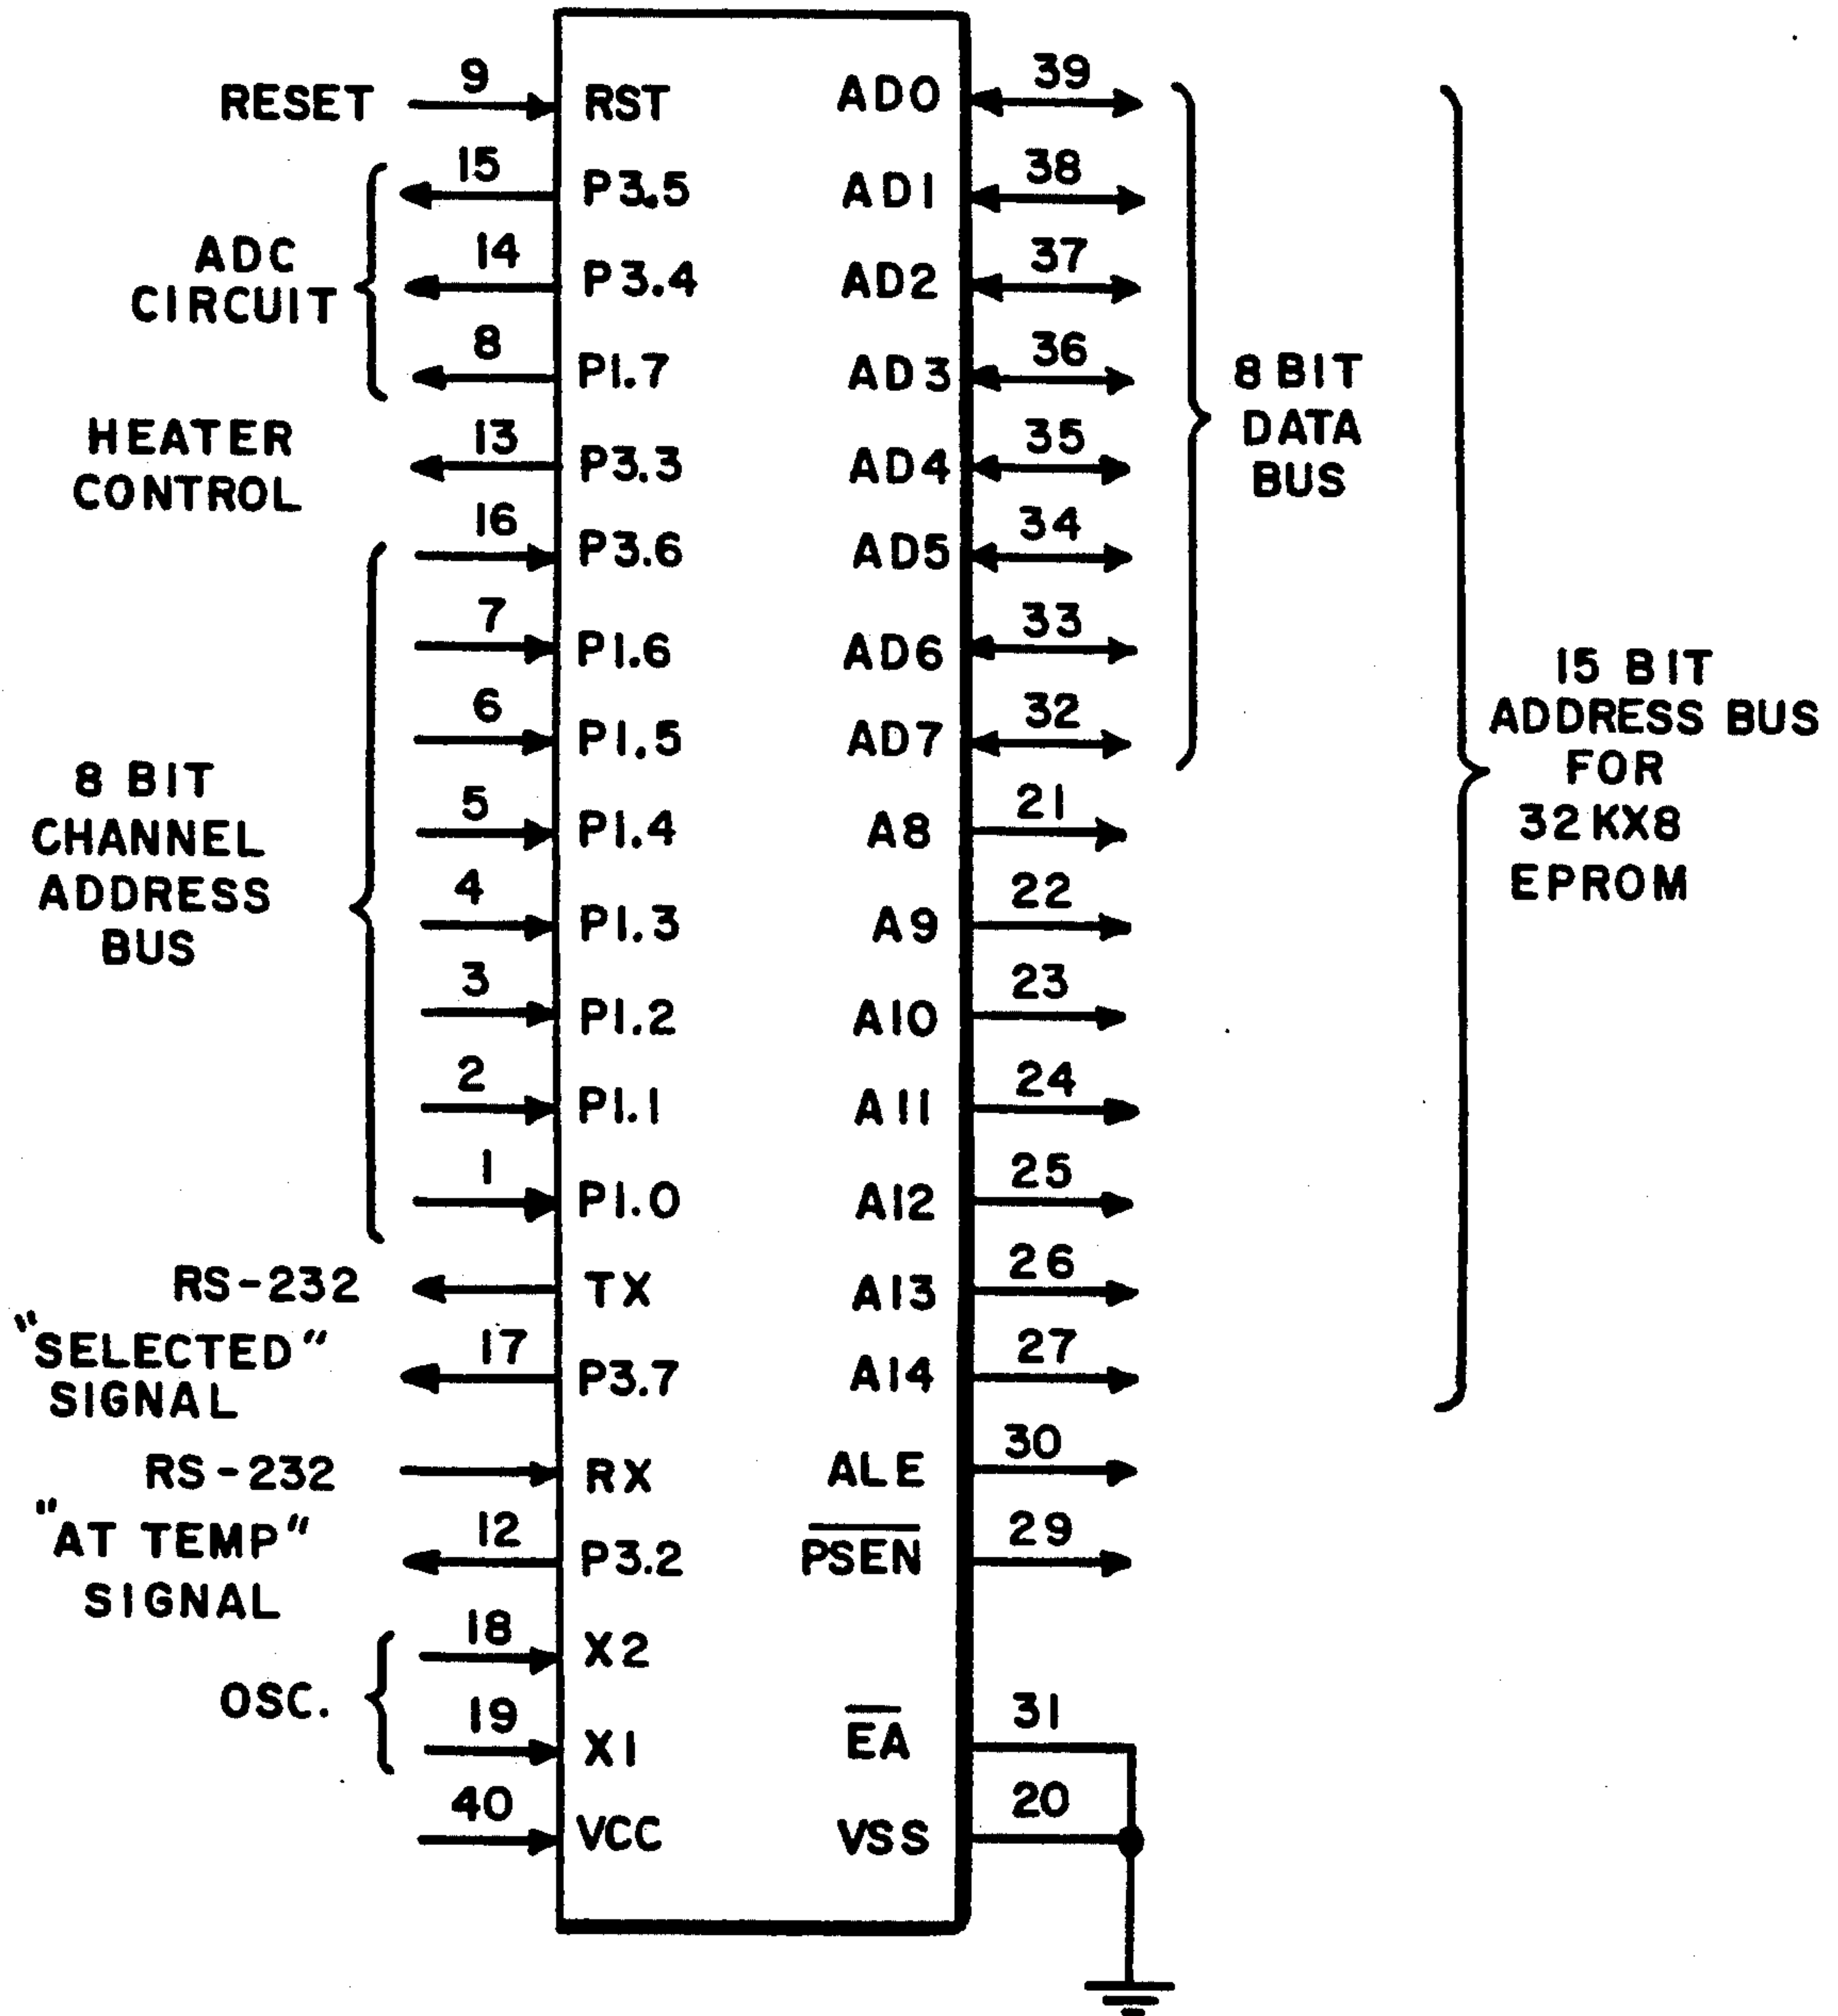 RESET 9 RST AD0 39
15 P3.5 AD1 38
ADC
CIRCUIT
14 P3.4 AD2 37
8 P1.7 AD3 36
8 BIT
DATA
BUS
HEATER
CONTROL
13 P3.3 AD4 35
16 P3.6 AD5 34
7 P1.6 AD6 33
15 BIT
ADDRESS BUS
FOR
32KX8
EPROM
6 P1.5 AD7 32
8 BIT
CHANNEL
ADDRESS
BUS
5 P1.4 A8 21
4 P1.3 A9 22
3 P1.2 A10 23
2 P1.1 A11 24
1 P1.0 A12 25
RS-232 TX A13 26
"SELECTED"
SIGNAL
17 P3.7 A14 27
RS-232 RX ALE 30
"AT TEMP"
SIGNAL
12 P3.2 PSEN 29
18 X2
OSC.
19 X1 EA 31
40 VCC VSS 20